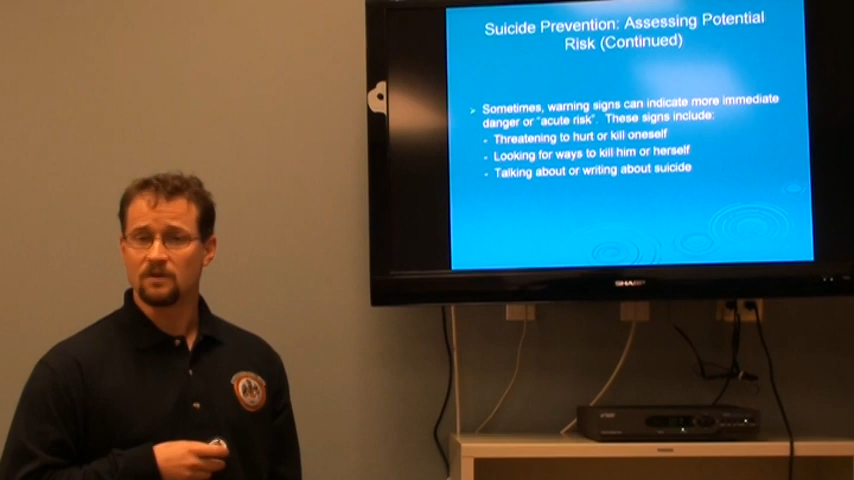 Suicide Prevention: Assessing Potential
Risk (Continued)
Sometimes, warning signs can indicate more immediate
danger or "acute risk". These signs include:
- Threatening to hurt or kill oneself
- Looking for ways to kill him or herself
- Talking about or writing about suicide
SHARP